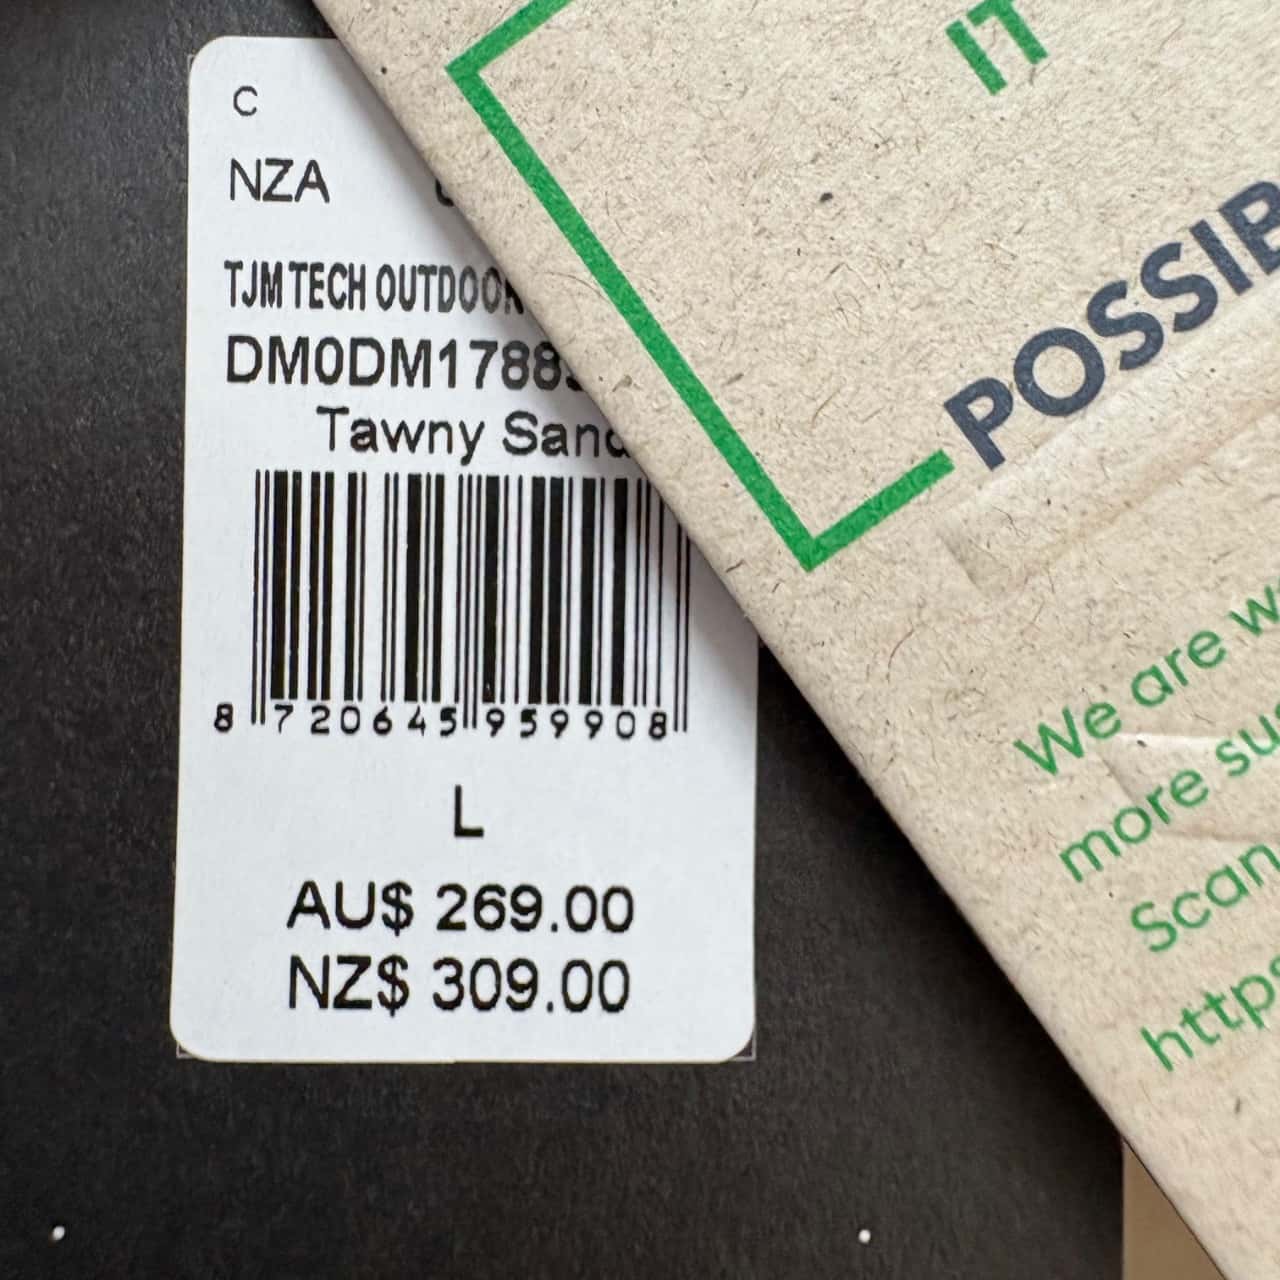 C
NZA
TJM TECH OUTDOOR
DM0DM1788
Tawny Sand
8 720645 959908
L
AU$ 269.00
NZ$ 309.00
IT
POSSIB
We are w
more su
Scan
https